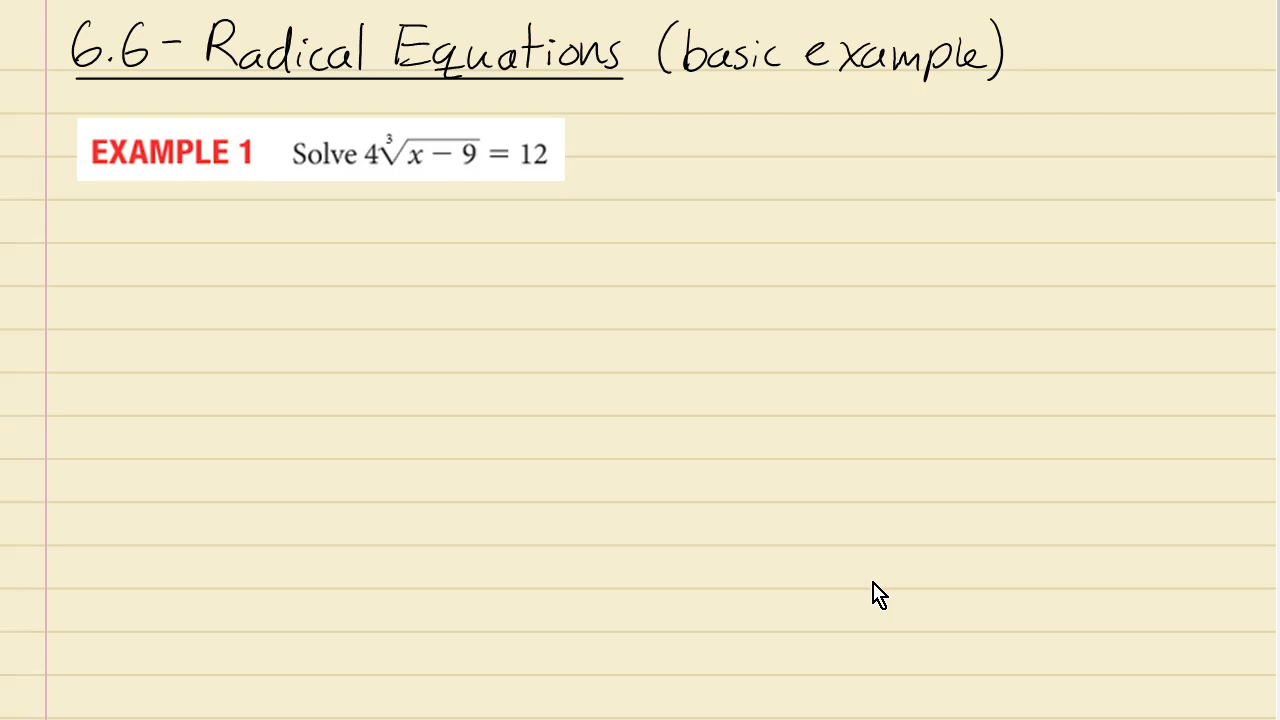 6.6 - Radical Equations (basic example)
EXAMPLE 1 Solve 4∛(x − 9) = 12